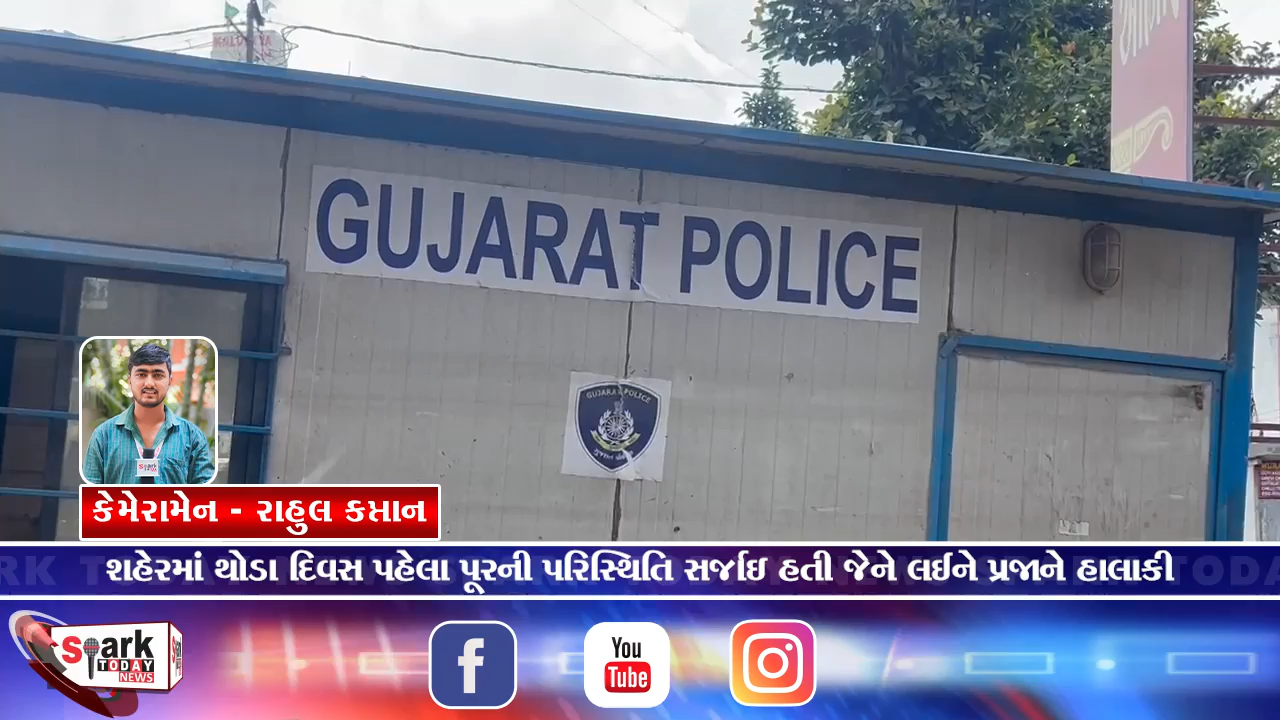 GUJARAT POLICE
GUJARAT POLICE
કેમેરામેન - રાહુલ કપ્તાન
શહેરમાં થોડા દિવસ પહેલા પૂરની પરિસ્થિતિ સર્જાઇ હતી જેને લઈને પ્રજાને હાલાકી
spark
TODAY
NEWS
f
You
Tube